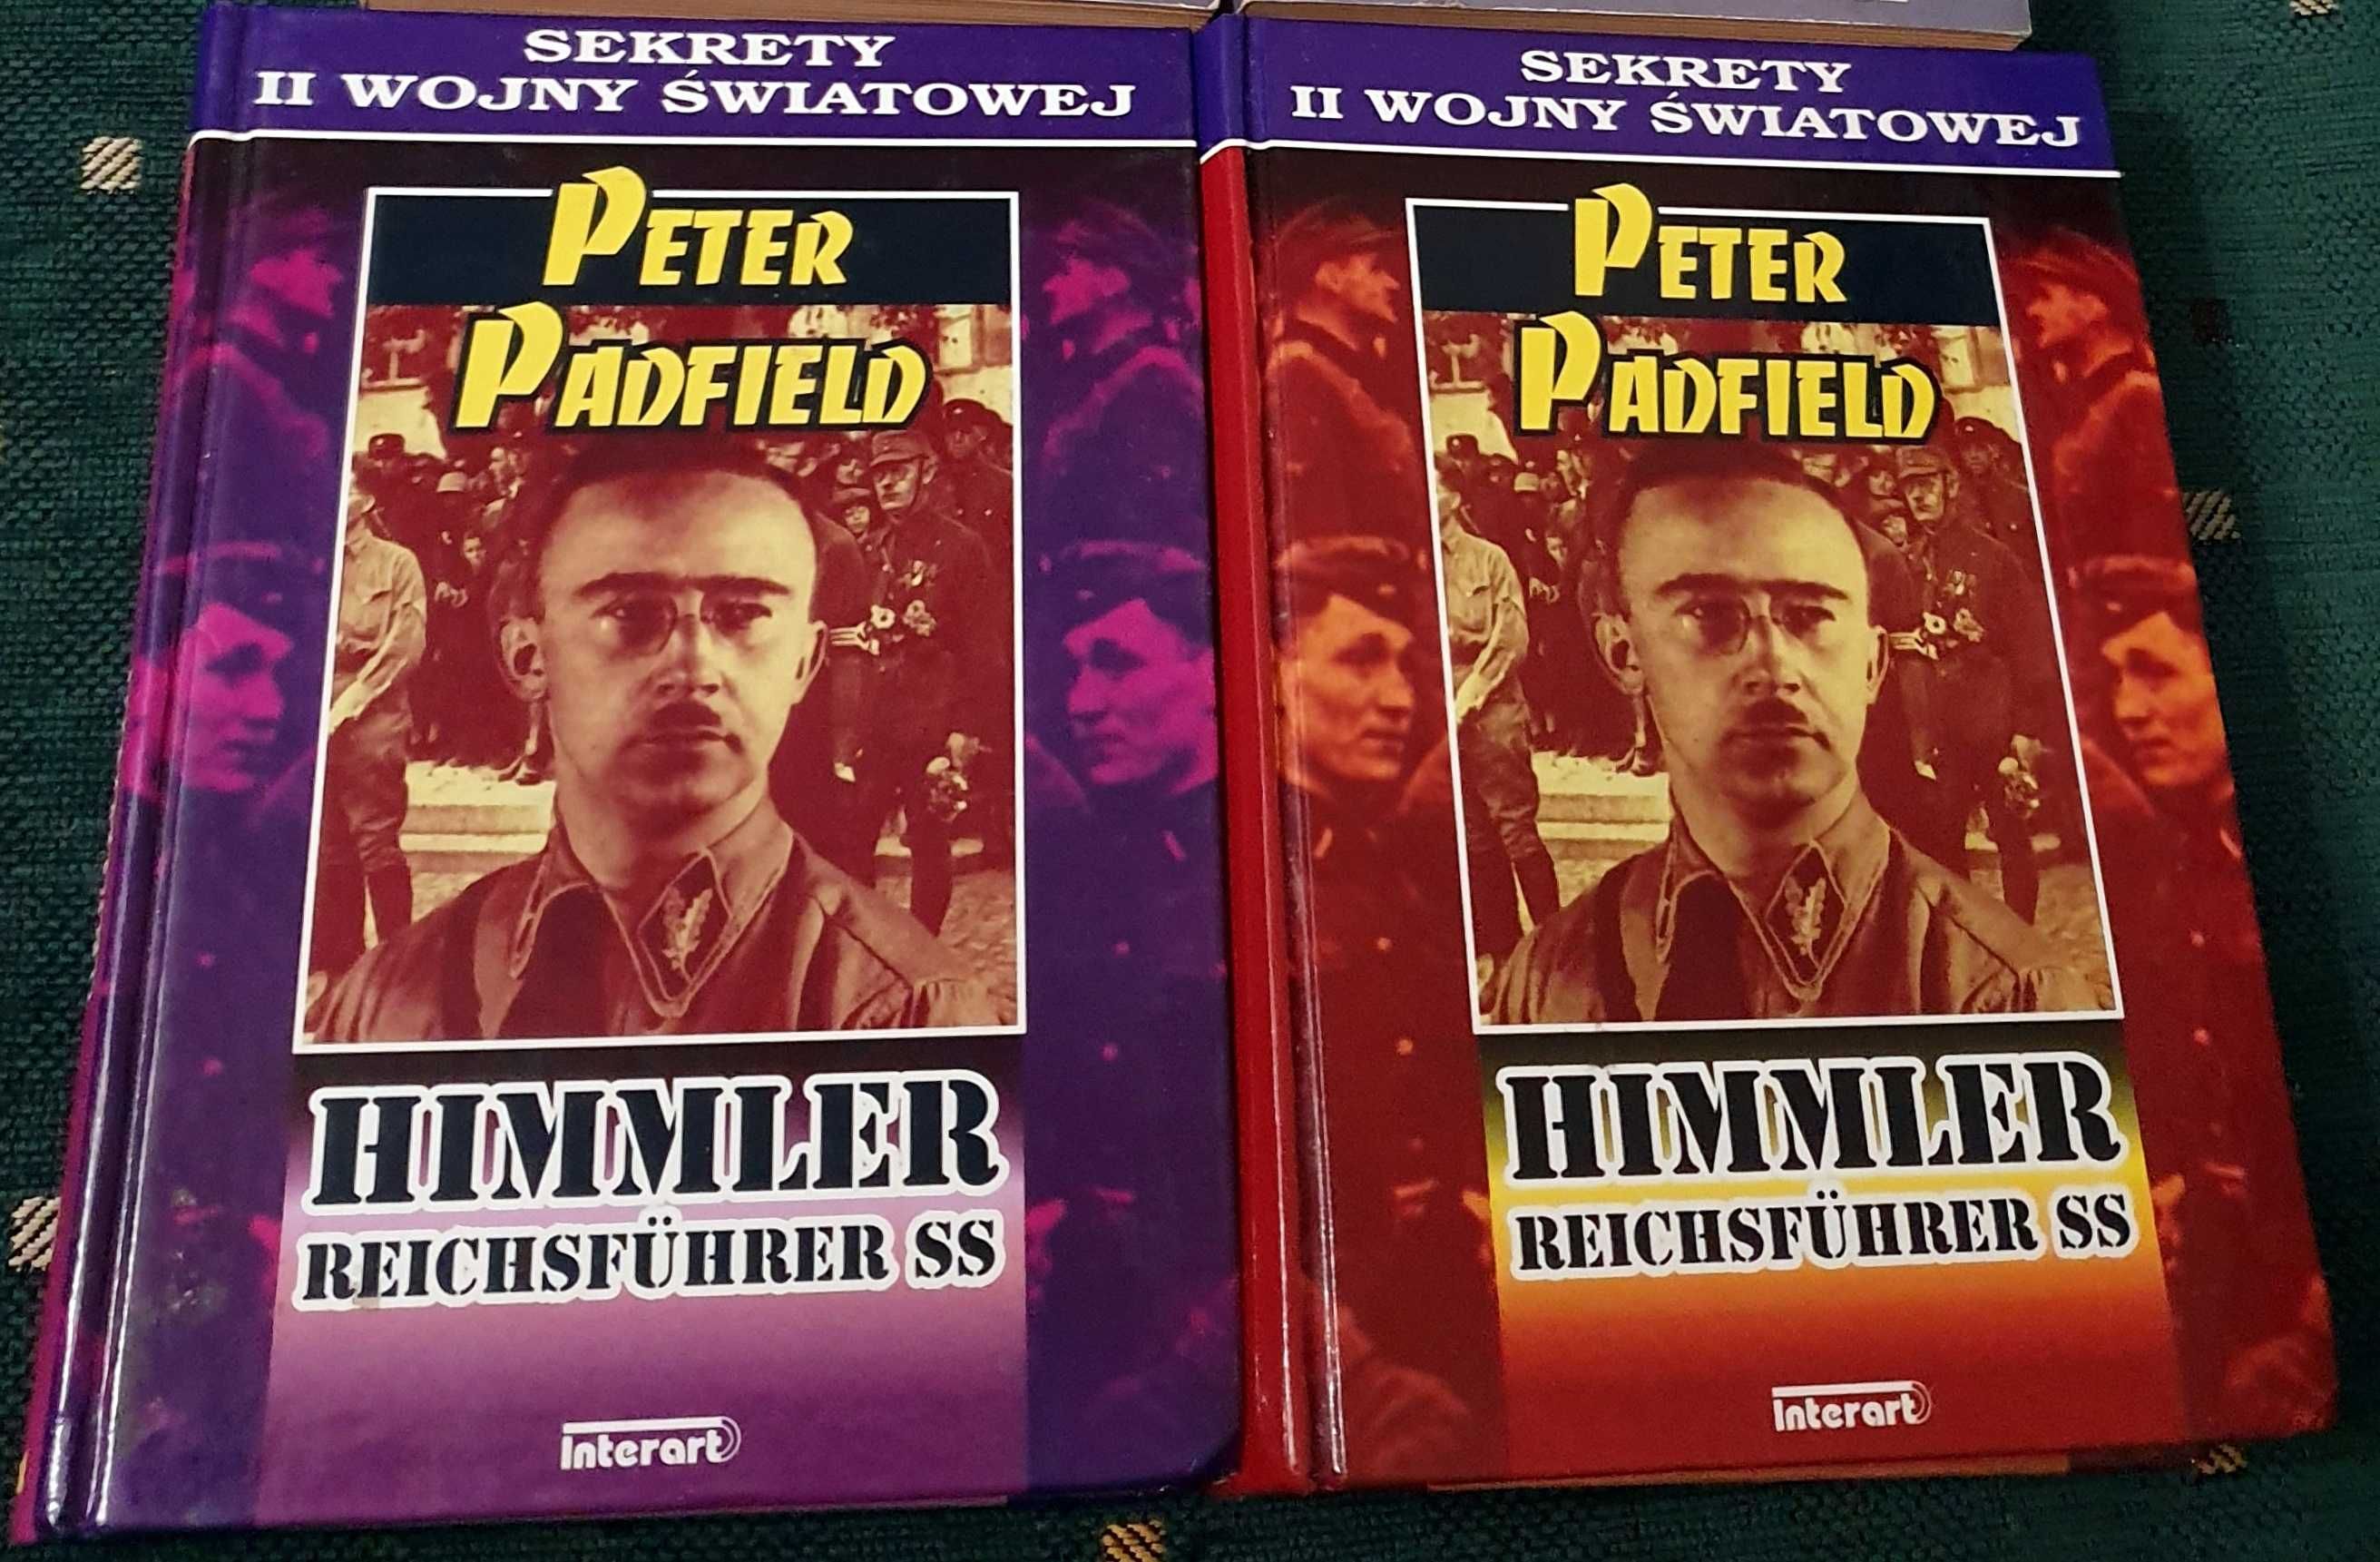 SEKRETY
II WOJNY ŚWIATOWEJ
PETER
PADFIELD
HIMMLER
REICHSFÜHRER SS
Interart
SEKRETY
II WOJNY ŚWIATOWEJ
PETER
PADFIELD
HIMMLER
REICHSFÜHRER SS
Interart